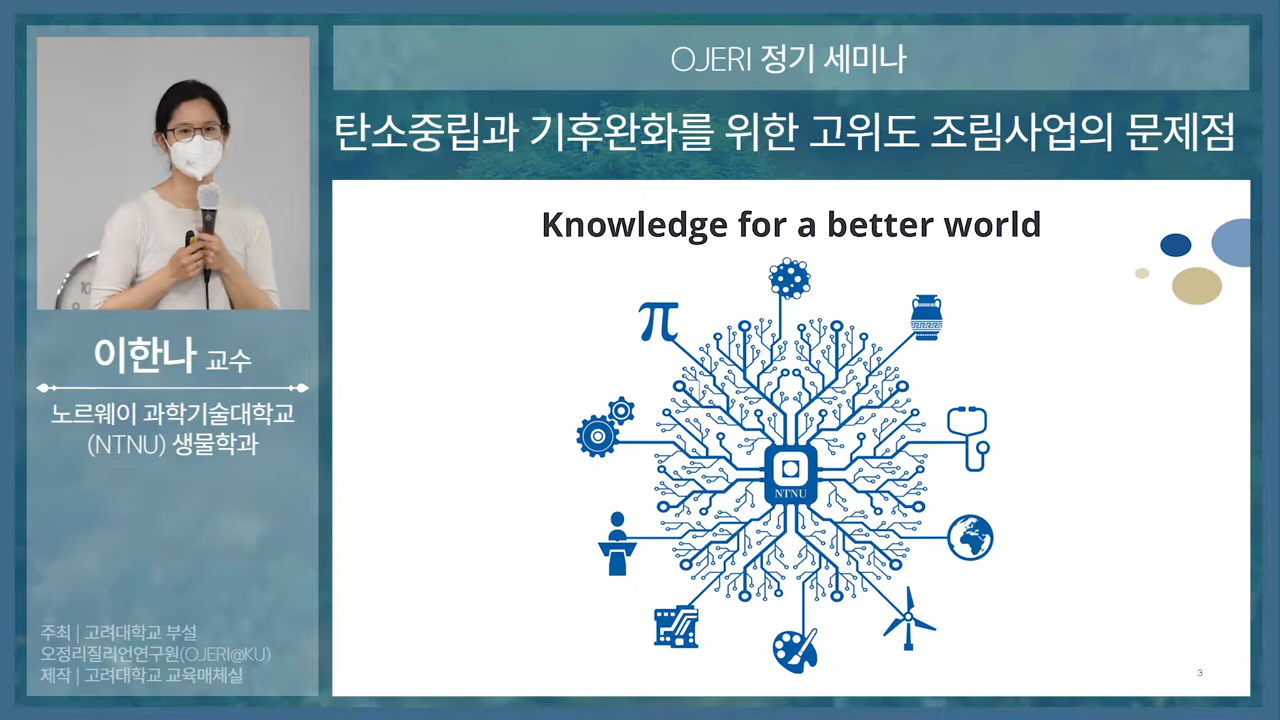 OJERI 정기 세미나
탄소중립과 기후완화를 위한 고위도 조림사업의 문제점
이한나 교수
노르웨이 과학기술대학교
(NTNU) 생물학과
주최 | 고려대학교 부설
오정리질리언연구원(OJERI@KU)
제작 | 고려대학교 교육매체실
Knowledge for a better world
π
NTNU
3
10